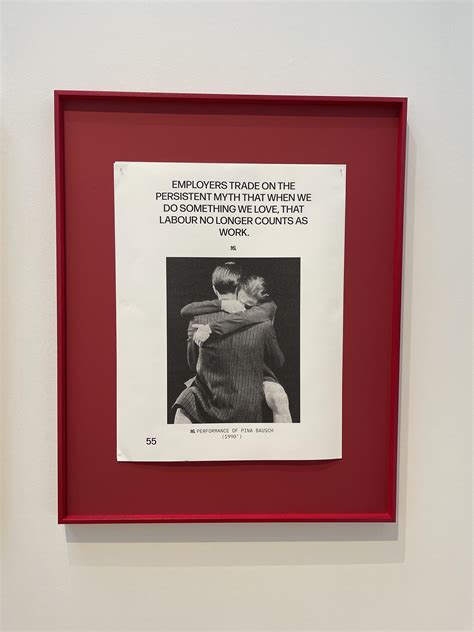 EMPLOYERS TRADE ON THE
PERSISTENT MYTH THAT WHEN WE
DO SOMETHING WE LOVE, THAT
LABOUR NO LONGER COUNTS AS
WORK.
PERFORMANCE OF PINA BAUSCH
(1990')
55